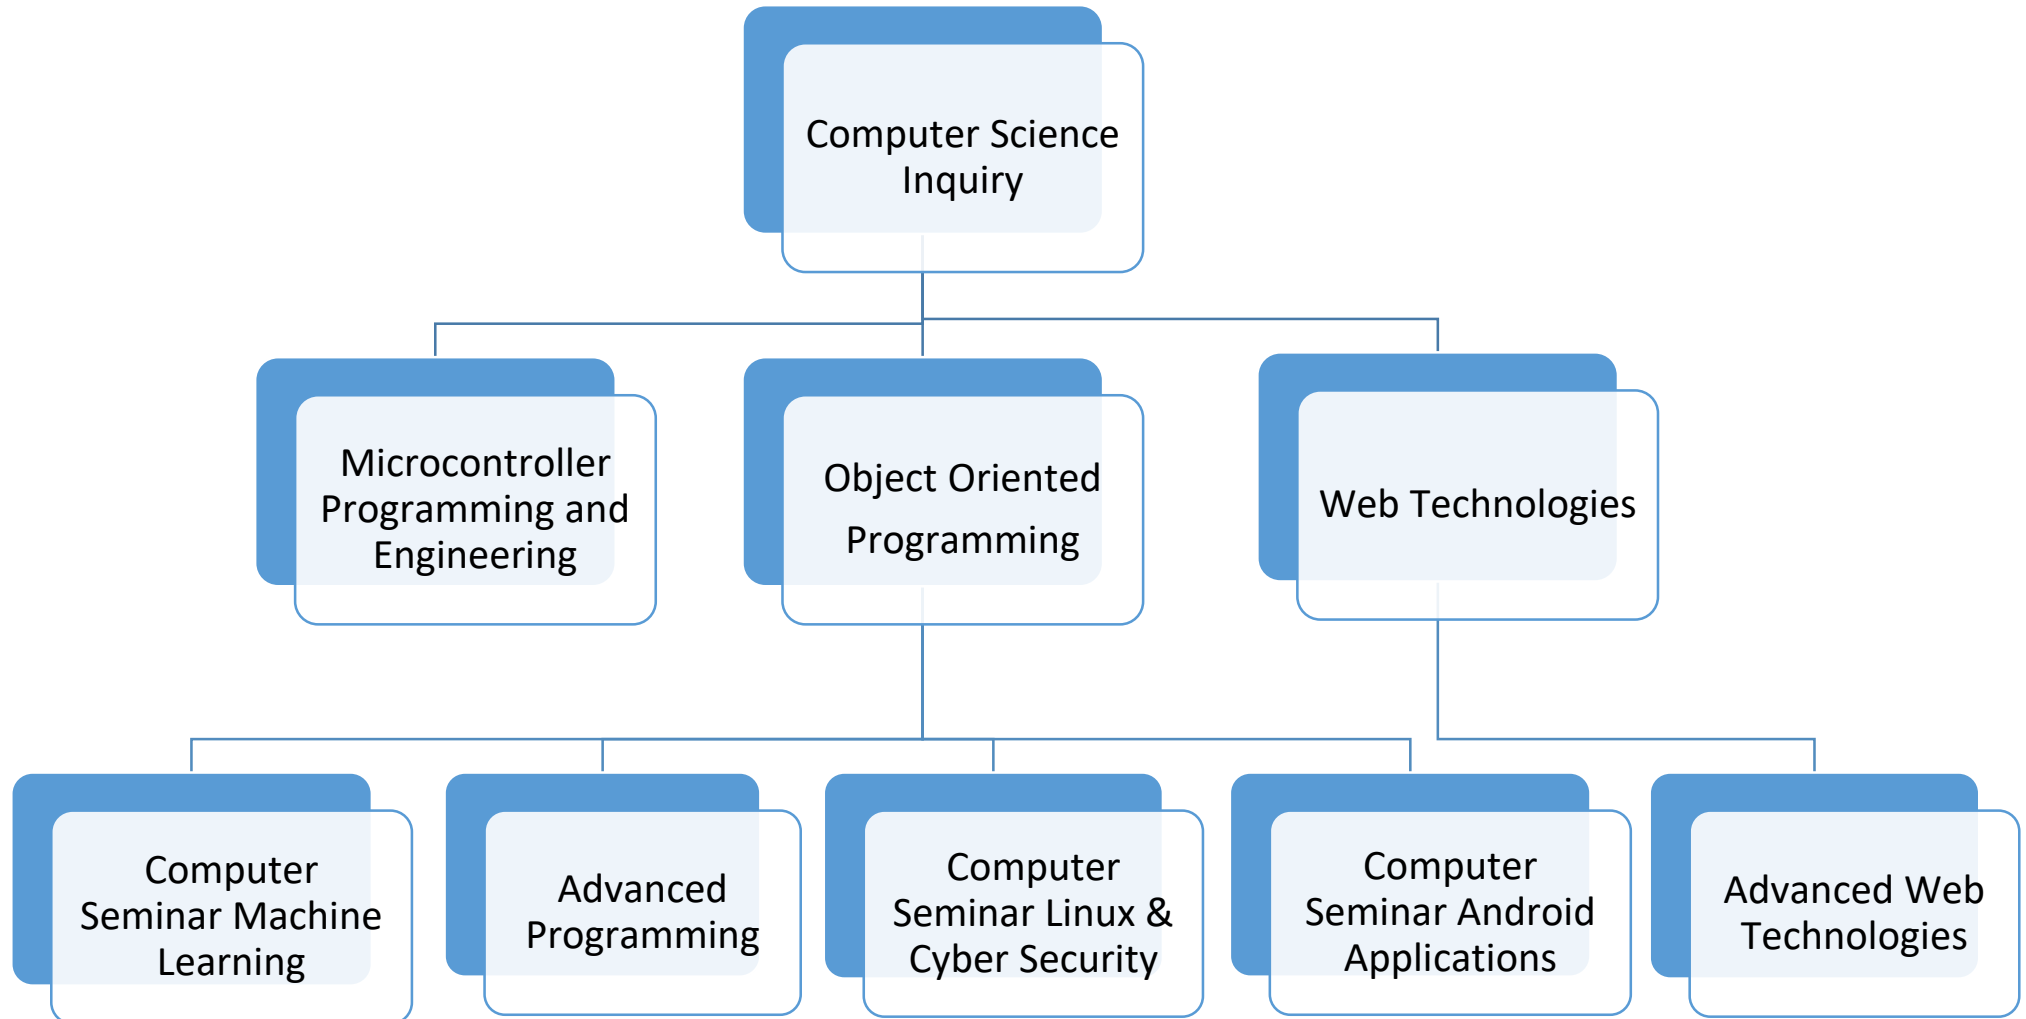 Computer Science
Inquiry
Microcontroller
Programming and
Engineering
Object Oriented
Programming
Web Technologies
Computer
Seminar Machine
Learning
Advanced
Programming
Computer
Seminar Linux &
Cyber Security
Computer
Seminar Android
Applications
Advanced Web
Technologies